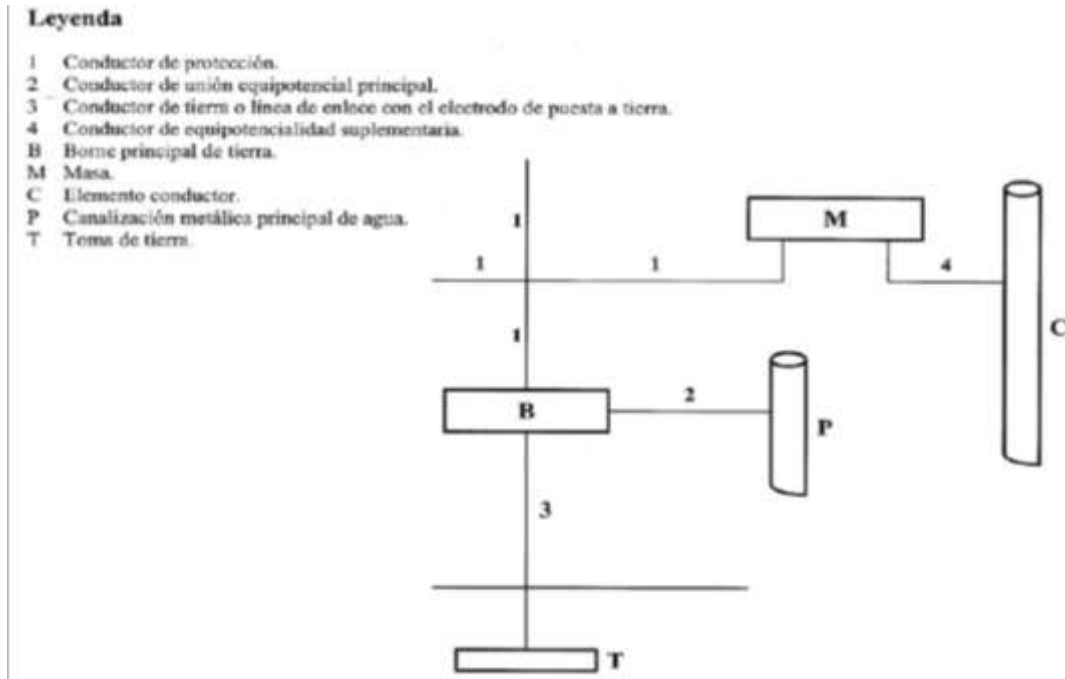 Leyenda
1 Conductor de protección.
2 Conductor de unión equipotencial principal.
3 Conductor de tierra o línea de enlace con el electrodo de puesta a tierra.
4 Conductor de equipotencialidad suplementaria.
B Borne principal de tierra.
M Masa.
C Elemento conductor.
P Canalización metálica principal de agua.
T Toma de tierra.
1
M
1
1
4
C
1
B
2
P
3
T